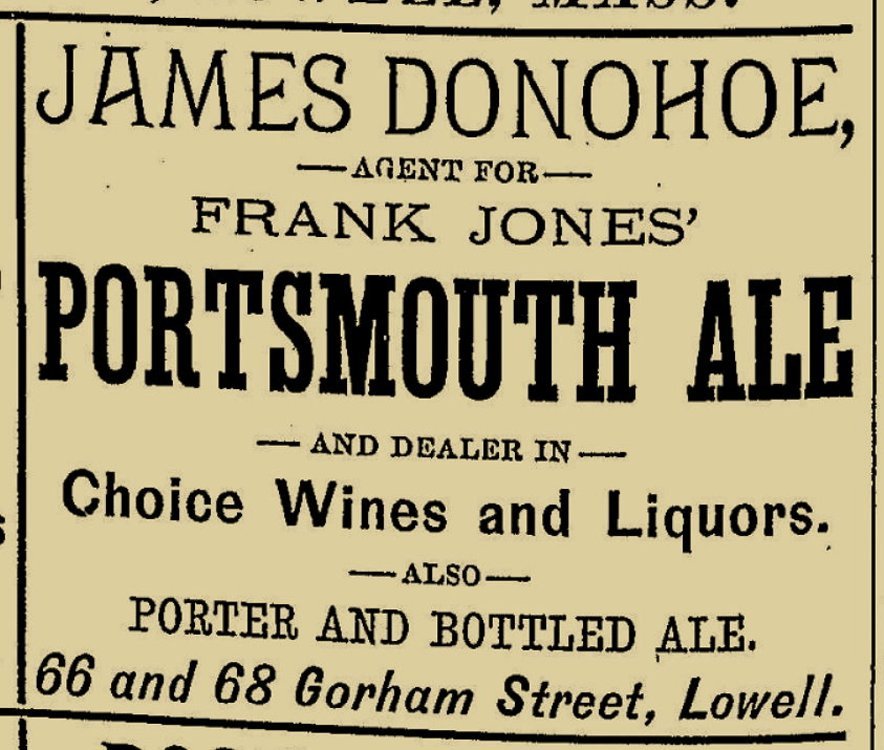 MASS.
JAMES DONOHOE,
—AGENT FOR—
FRANK JONES'
PORTSMOUTH ALE
— AND DEALER IN —
Choice Wines and Liquors.
—ALSO—
PORTER AND BOTTLED ALE.
66 and 68 Gorham Street, Lowell.